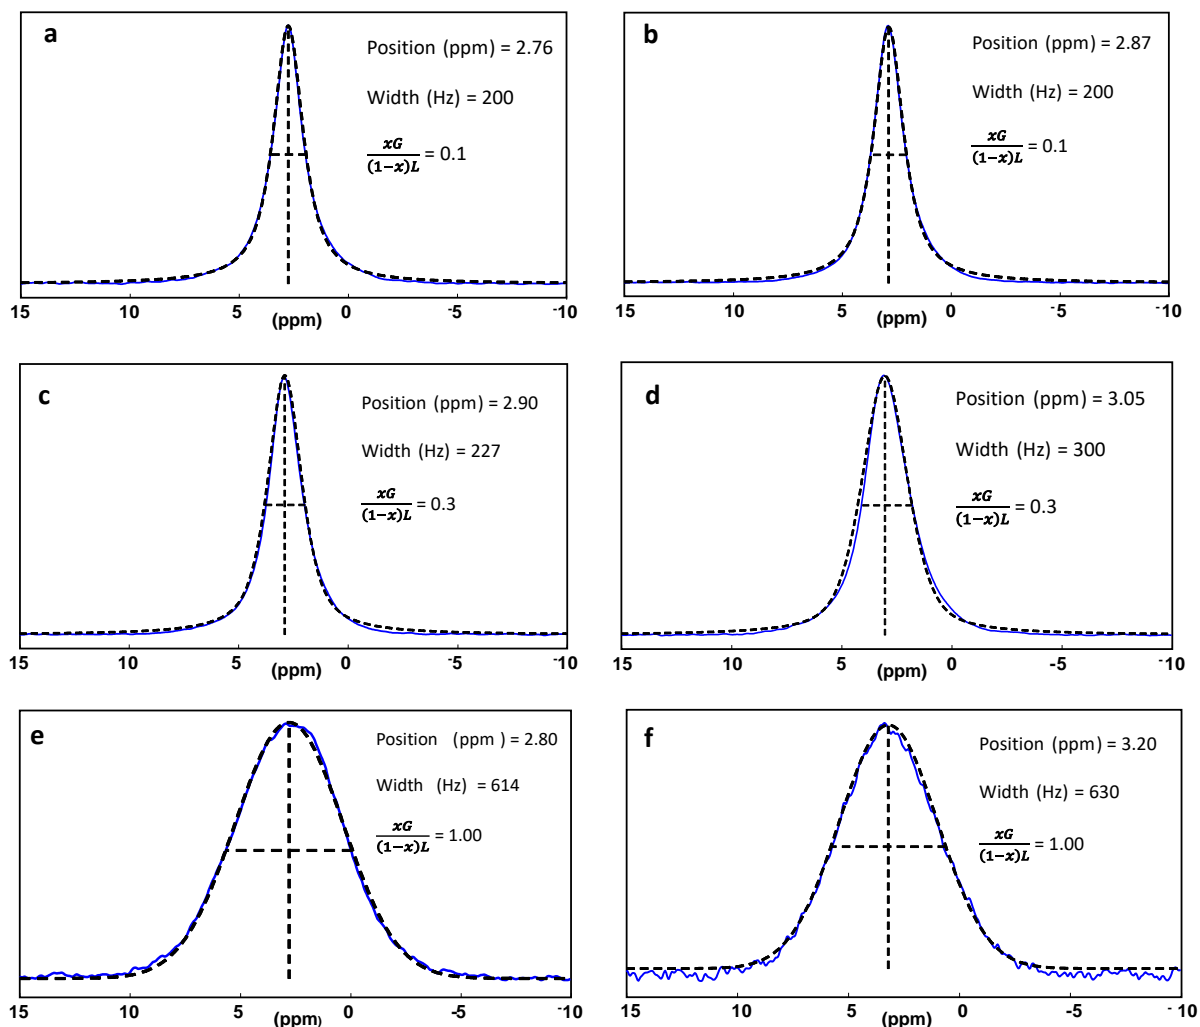 a
Position (ppm) = 2.76
Width (Hz) = 200
xG/(1−x)L = 0.1
15 10 5 0 -5 -10
(ppm)
b
Position (ppm) = 2.87
Width (Hz) = 200
xG/(1−x)L = 0.1
15 10 5 0 -5 -10
(ppm)
c
Position (ppm) = 2.90
Width (Hz) = 227
xG/(1−x)L = 0.3
15 10 5 0 -5 -10
(ppm)
d
Position (ppm) = 3.05
Width (Hz) = 300
xG/(1−x)L = 0.3
15 10 5 0 -5 -10
(ppm)
e
Position (ppm ) = 2.80
Width (Hz) = 614
xG/(1−x)L = 1.00
15 10 5 0 -5 -10
(ppm)
f
Position (ppm) = 3.20
Width (Hz) = 630
xG/(1−x)L = 1.00
15 10 5 0 -5 -10
(ppm)